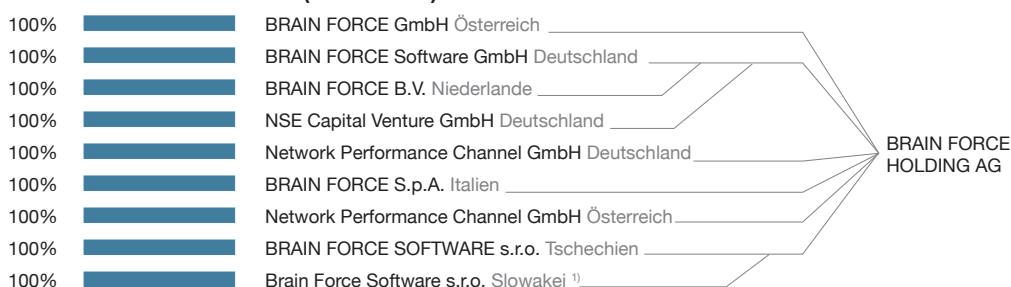 100% BRAIN FORCE GmbH Österreich
100% BRAIN FORCE Software GmbH Deutschland
100% BRAIN FORCE B.V. Niederlande
100% NSE Capital Venture GmbH Deutschland
100% Network Performance Channel GmbH Deutschland
100% BRAIN FORCE S.p.A. Italien
100% Network Performance Channel GmbH Österreich
100% BRAIN FORCE SOFTWARE s.r.o. Tschechien
100% Brain Force Software s.r.o. Slowakei 1)
BRAIN FORCE
HOLDING AG